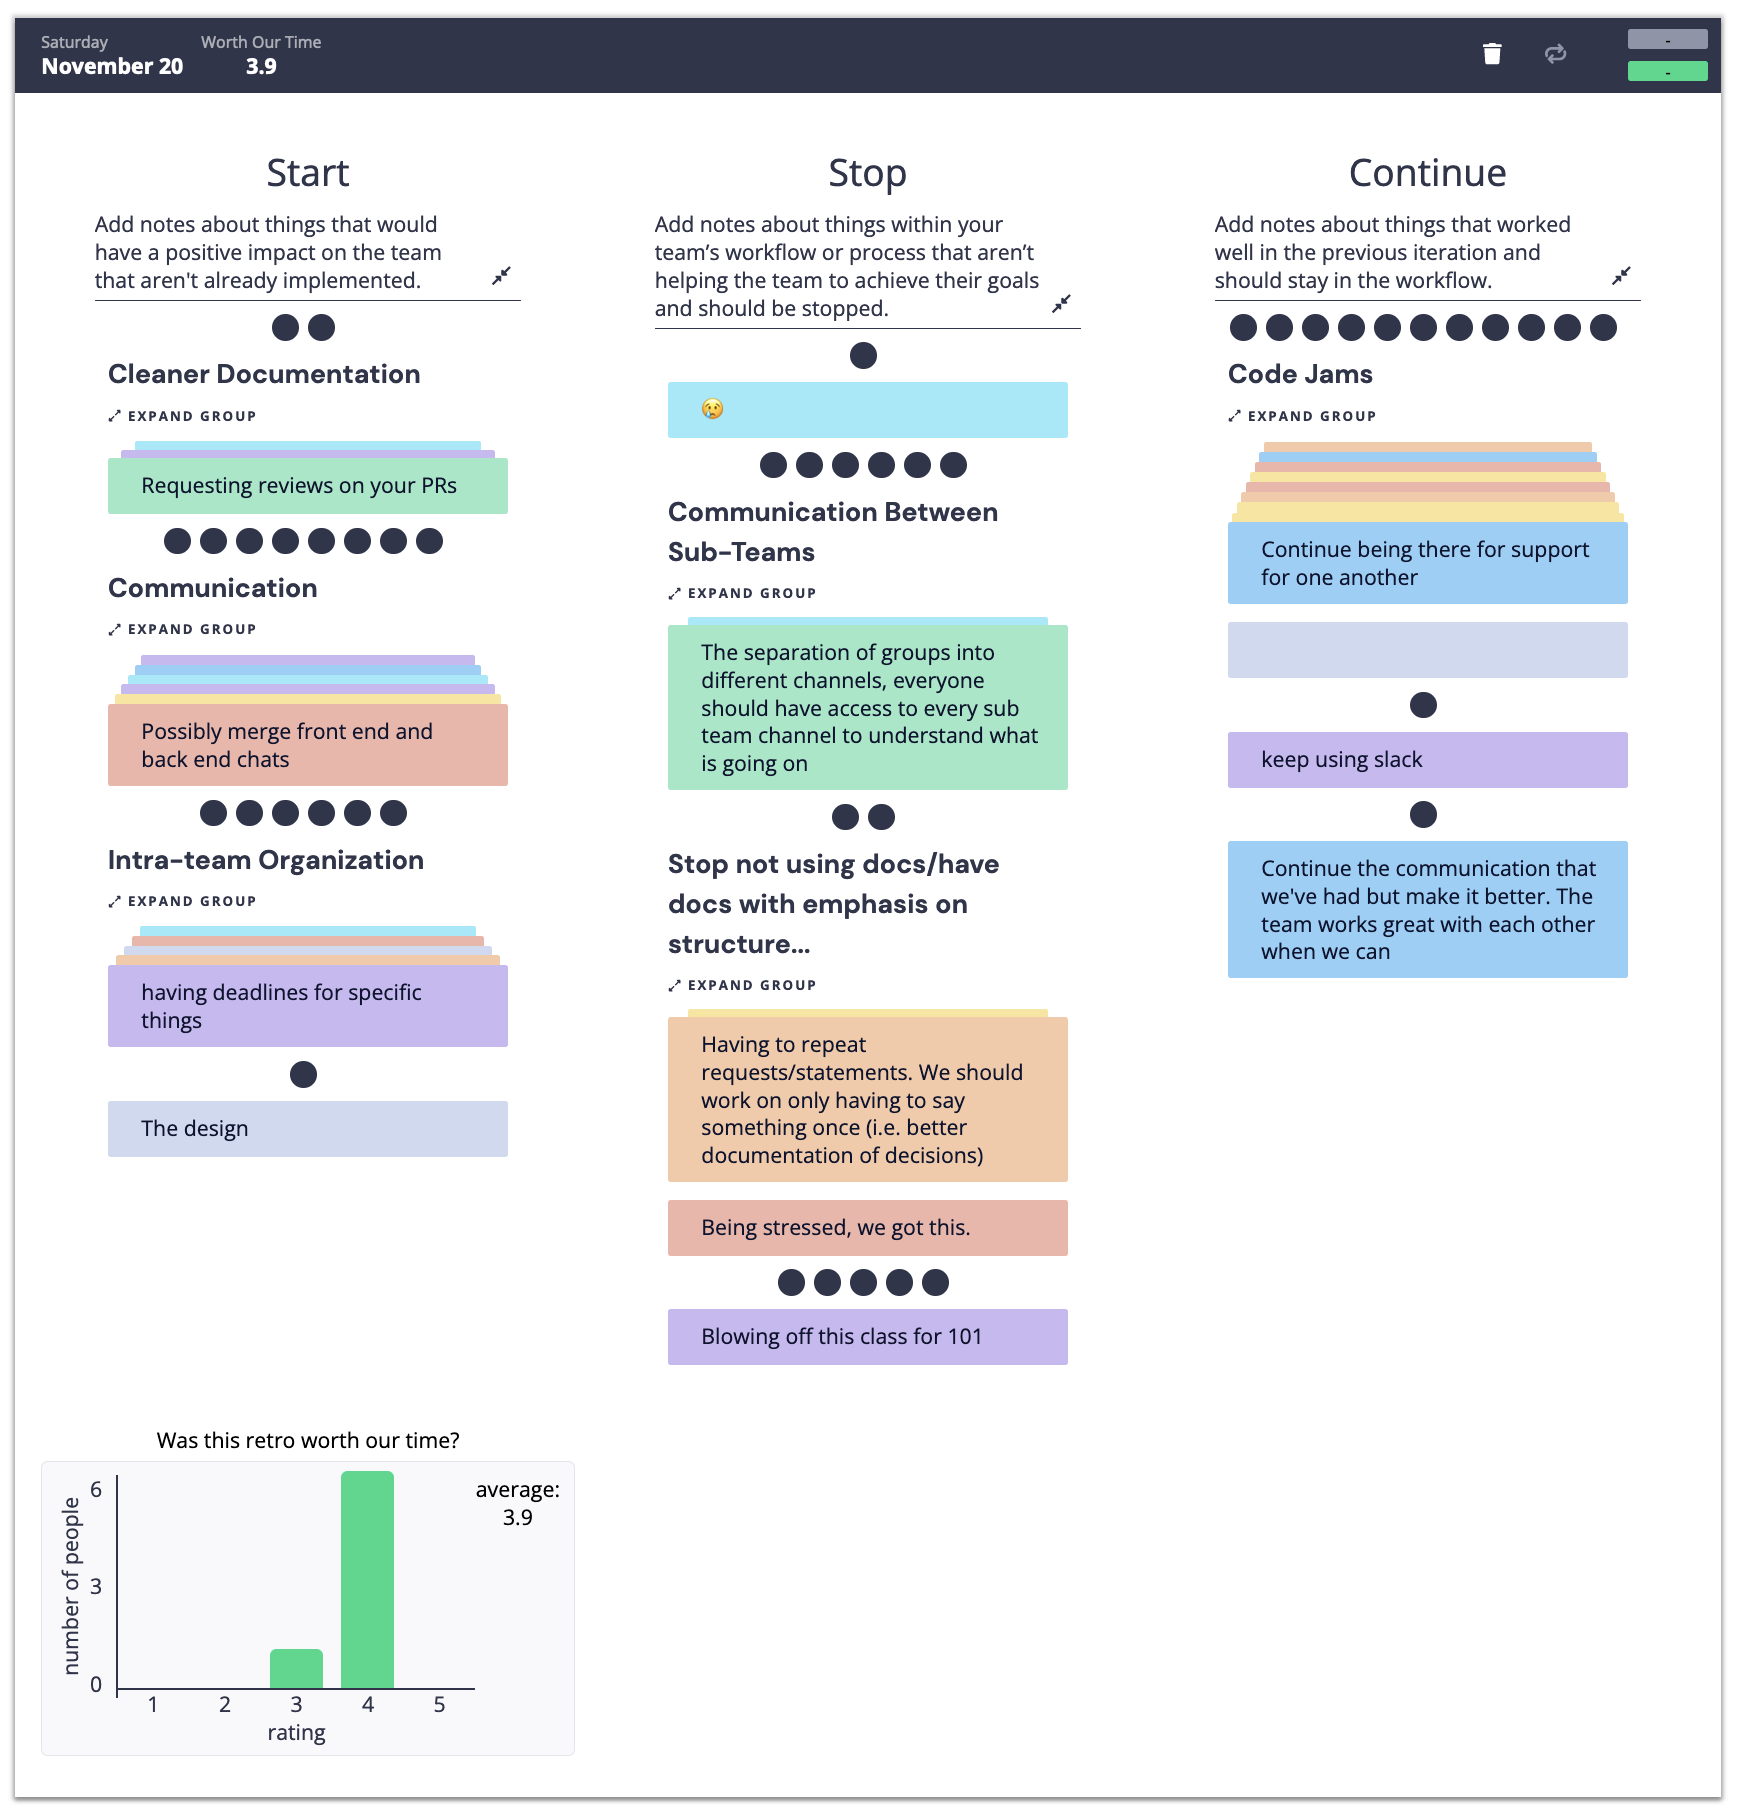 Saturday
November 20
Worth Our Time
3.9
-
-
Start
Add notes about things that would
have a positive impact on the team
that aren't already implemented.
Cleaner Documentation
EXPAND GROUP
Requesting reviews on your PRs
Communication
EXPAND GROUP
Possibly merge front end and
back end chats
Intra-team Organization
EXPAND GROUP
having deadlines for specific
things
The design
Stop
Add notes about things within your
team’s workflow or process that aren’t
helping the team to achieve their goals
and should be stopped.
😢
Communication Between
Sub-Teams
EXPAND GROUP
The separation of groups into
different channels, everyone
should have access to every sub
team channel to understand what
is going on
Stop not using docs/have
docs with emphasis on
structure...
EXPAND GROUP
Having to repeat
requests/statements. We should
work on only having to say
something once (i.e. better
documentation of decisions)
Being stressed, we got this.
Blowing off this class for 101
Continue
Add notes about things that worked
well in the previous iteration and
should stay in the workflow.
Code Jams
EXPAND GROUP
Continue being there for support
for one another
keep using slack
Continue the communication that
we've had but make it better. The
team works great with each other
when we can
Was this retro worth our time?
number of people
6
3
0
1 2 3 4 5
rating
average:
3.9